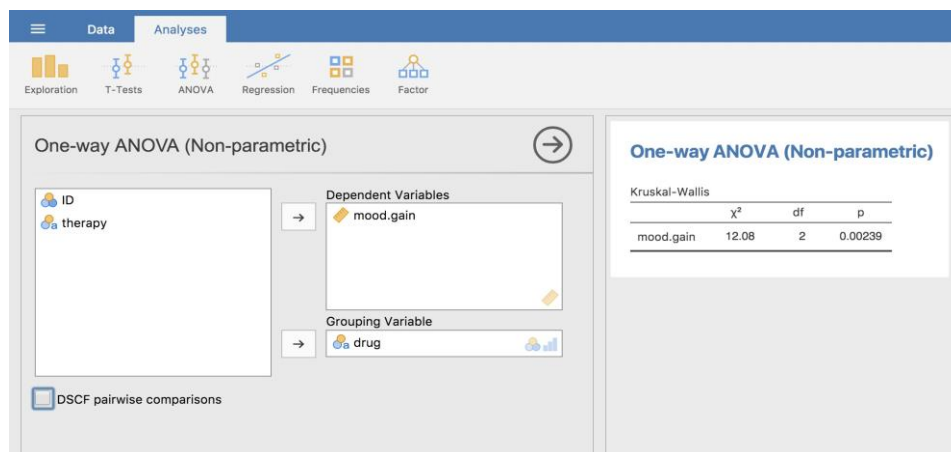 Data Analyses
Exploration T-Tests ANOVA Regression Frequencies Factor
One-way ANOVA (Non-parametric)
ID
therapy
Dependent Variables
mood.gain
Grouping Variable
drug
DSCF pairwise comparisons
One-way ANOVA (Non-parametric)
Kruskal-Wallis
χ² df p
mood.gain 12.08 2 0.00239